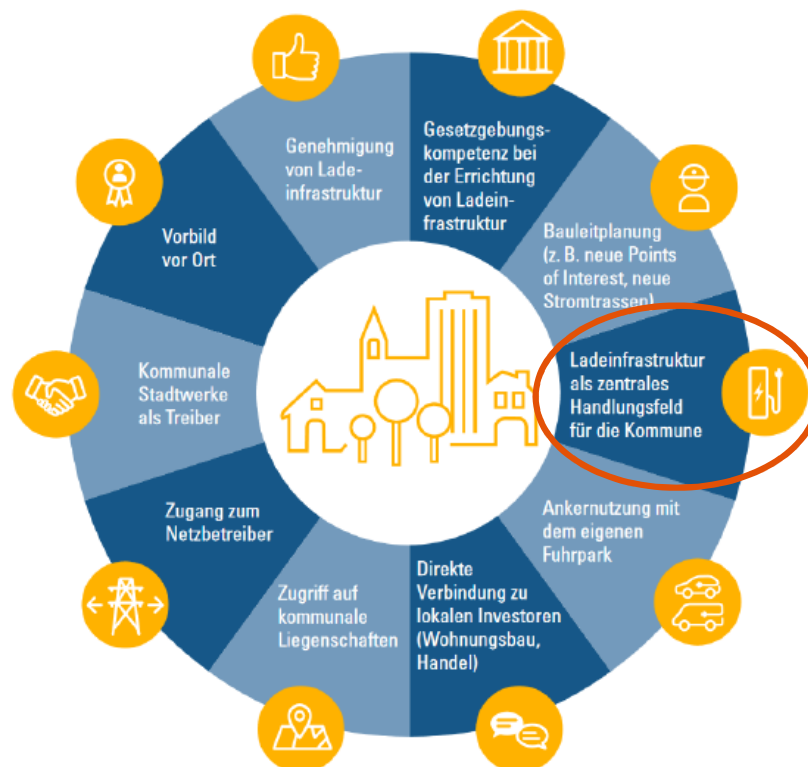 Genehmigung
von Lade-
infrastruktur
Gesetzgebungs-
kompetenz bei
der Errichtung
von Ladein-
frastruktur
Bauleitplanung
(z. B. neue Points
of Interest, neue
Stromtrassen)
Ladeinfrastruktur
als zentrales
Handlungsfeld
für die Kommune
Ankernutzung mit
dem eigenen
Fuhrpark
Direkte
Verbindung zu
lokalen Investoren
(Wohnungsbau,
Handel)
Zugriff auf
kommunale
Liegenschaften
Zugang zum
Netzbetreiber
Kommunale
Stadtwerke
als Treiber
Vorbild
vor Ort